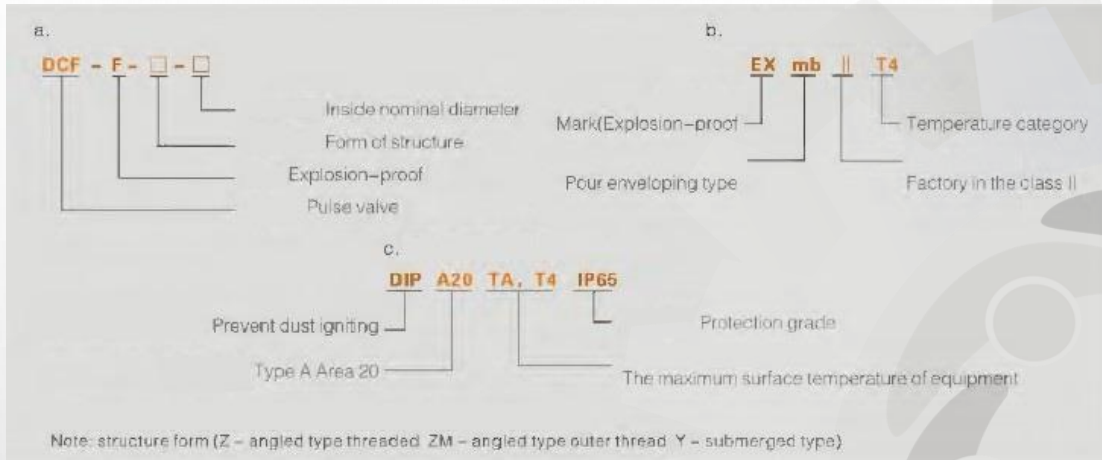 a.
DCF - F - □ - □
Inside nominal diameter
Form of structure
Explosion-proof
Pulse valve
b.
EX mb II T4
Mark(Explosion-proof
Temperature category
Pour enveloping type
Factory in the class II
c.
DIP A20 TA, T4 IP65
Prevent dust igniting
Protection grade
Type A Area 20
The maximum surface temperature of equipment
Note: structure form (Z - angled type threaded ZM - angled type outer thread Y - submerged type)